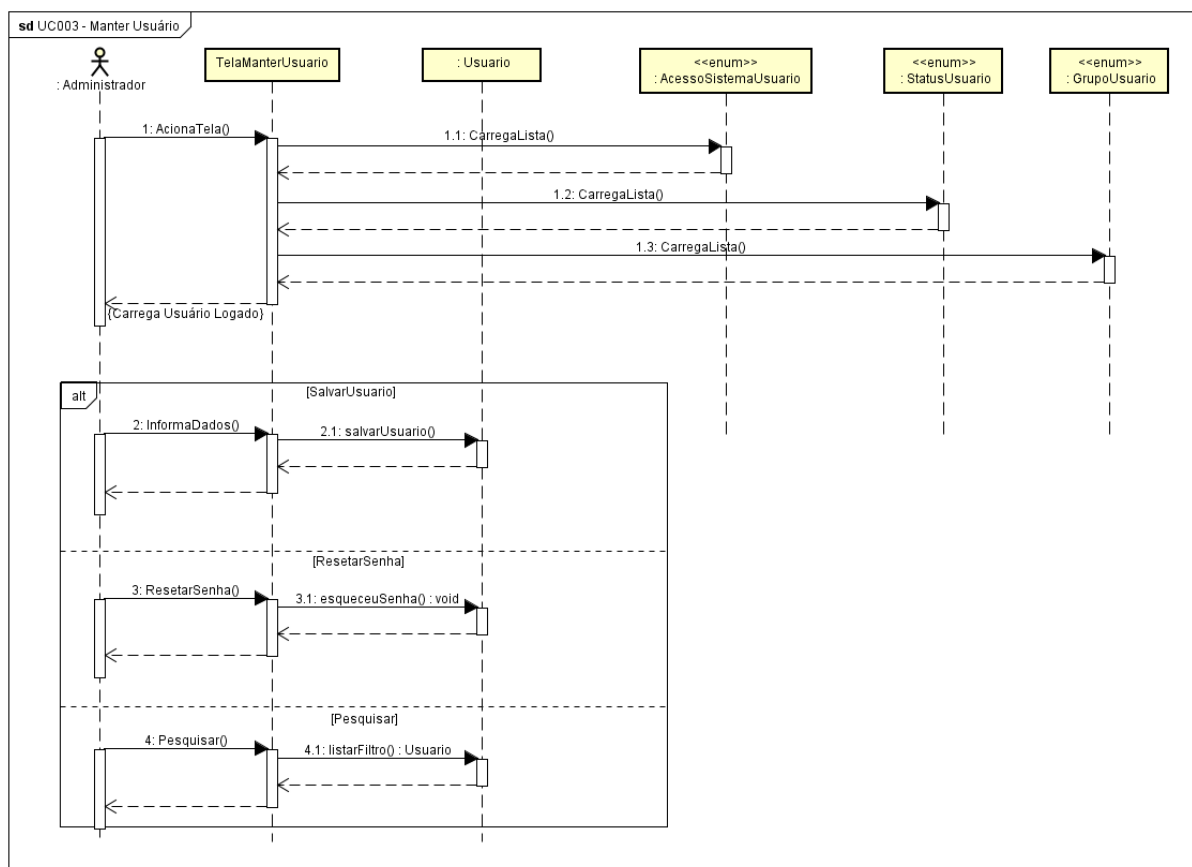 sd UC003 - Manter Usuário
: Administrador
TelaManterUsuario
: Usuario
<<enum>>
: AcessoSistemaUsuario
<<enum>>
: StatusUsuario
<<enum>>
: GrupoUsuario
1: AcionaTela()
1.1: CarregaLista()
1.2: CarregaLista()
1.3: CarregaLista()
{Carrega Usuário Logado}
alt
[SalvarUsuario]
2: InformaDados()
2.1: salvarUsuario()
[ResetarSenha]
3: ResetarSenha()
3.1: esqueceuSenha() : void
[Pesquisar]
4: Pesquisar()
4.1: listarFiltro() : Usuario